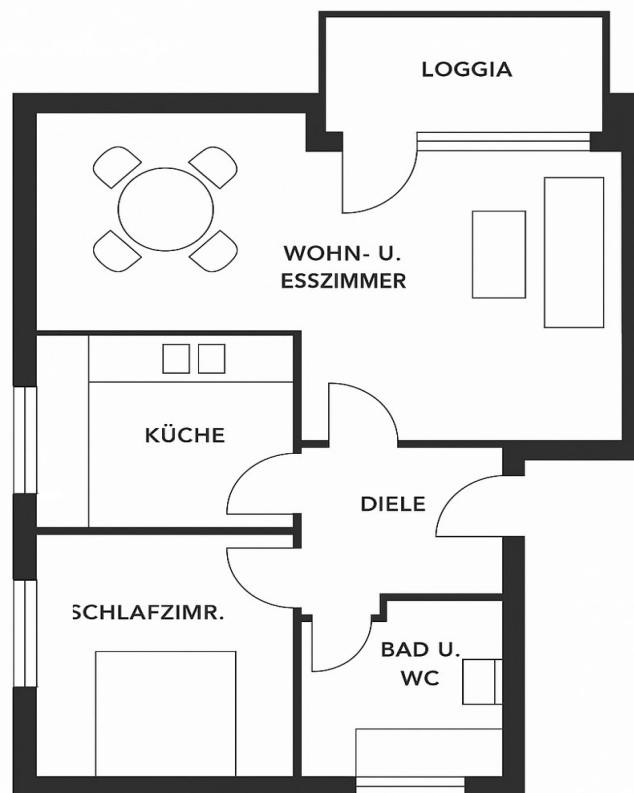 LOGGIA
WOHN- U.
ESSZIMMER
KÜCHE
DIELE
SCHLAFZIMR.
BAD U.
WC